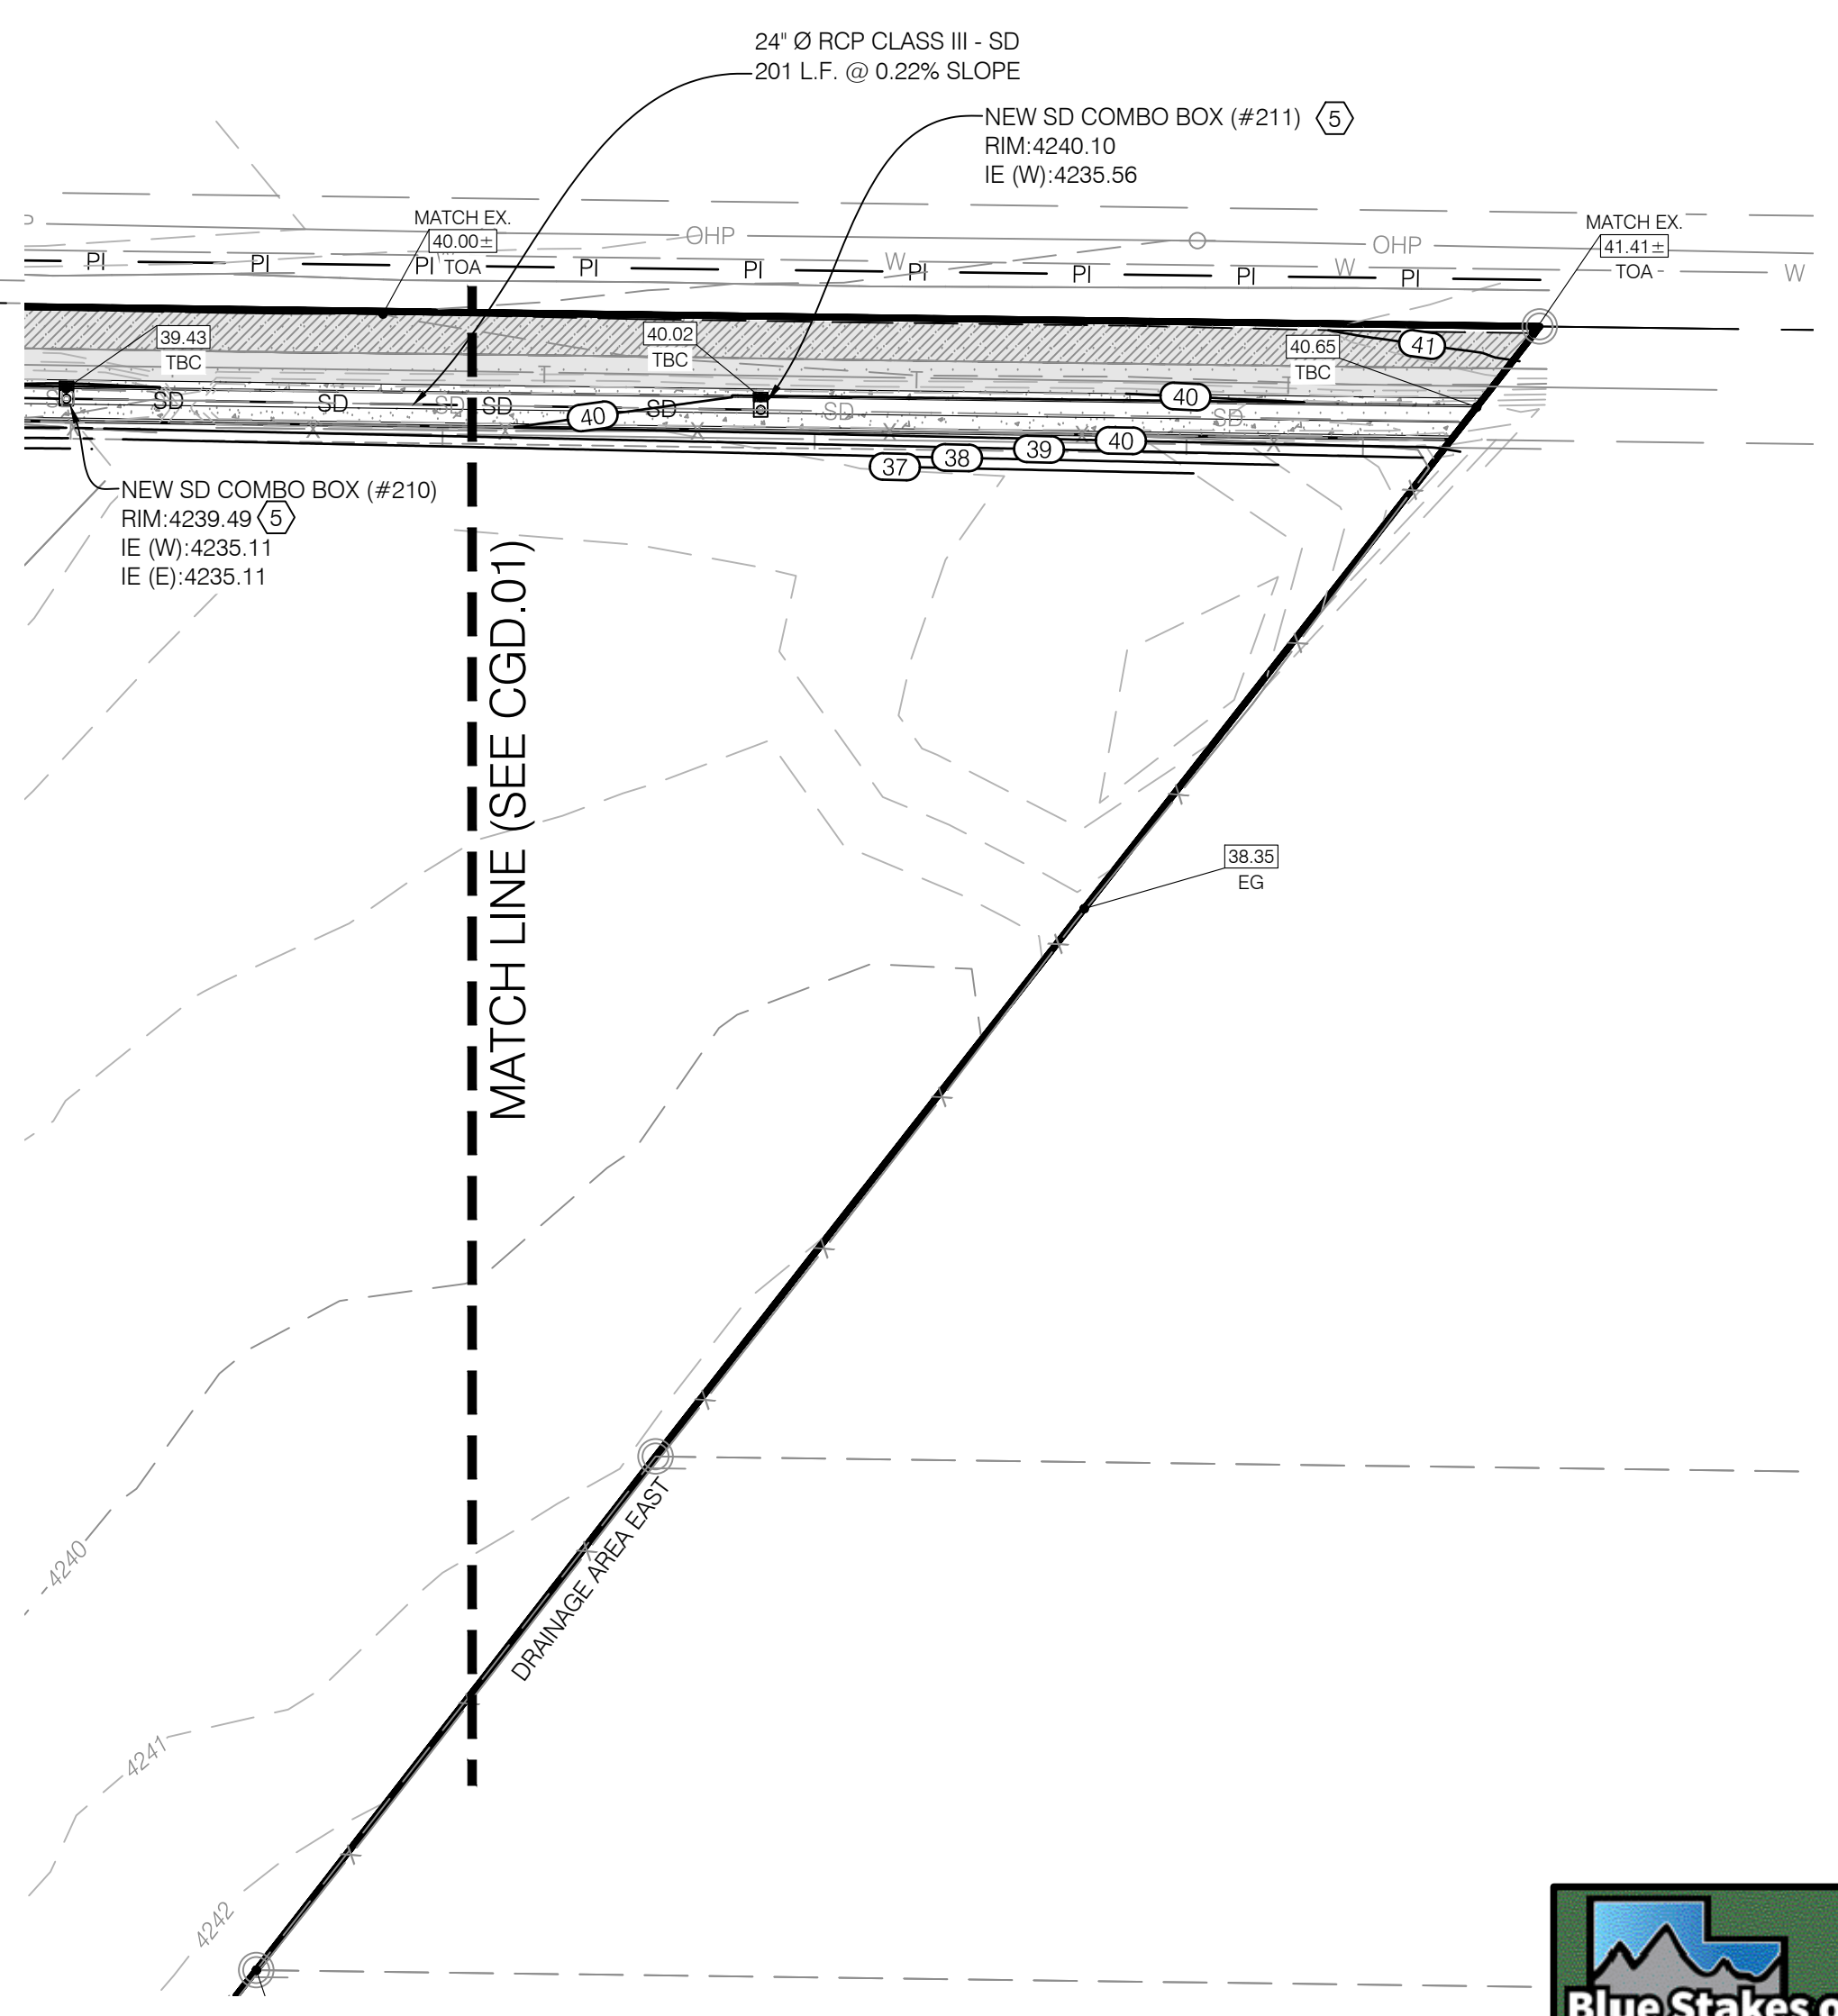 24" Ø RCP CLASS III - SD
201 L.F. @ 0.22% SLOPE
NEW SD COMBO BOX (#211) 5
RIM:4240.10
IE (W):4235.56
MATCH EX.
40.00±
TOA
MATCH EX.
41.41±
TOA
OHP
OHP
W
W
W
PI
PI
PI
PI
PI
PI
PI
PI
PI
39.43
TBC
40.02
TBC
40.65
TBC
41
40
40
40
39
38
37
SD
SD
SD
SD
SD
SD
SD
NEW SD COMBO BOX (#210)
RIM:4239.49 5
IE (W):4235.11
IE (E):4235.11
MATCH LINE (SEE CGD.01)
38.35
EG
DRAINAGE AREA EAST
4240
4241
4242
Blue Stakes